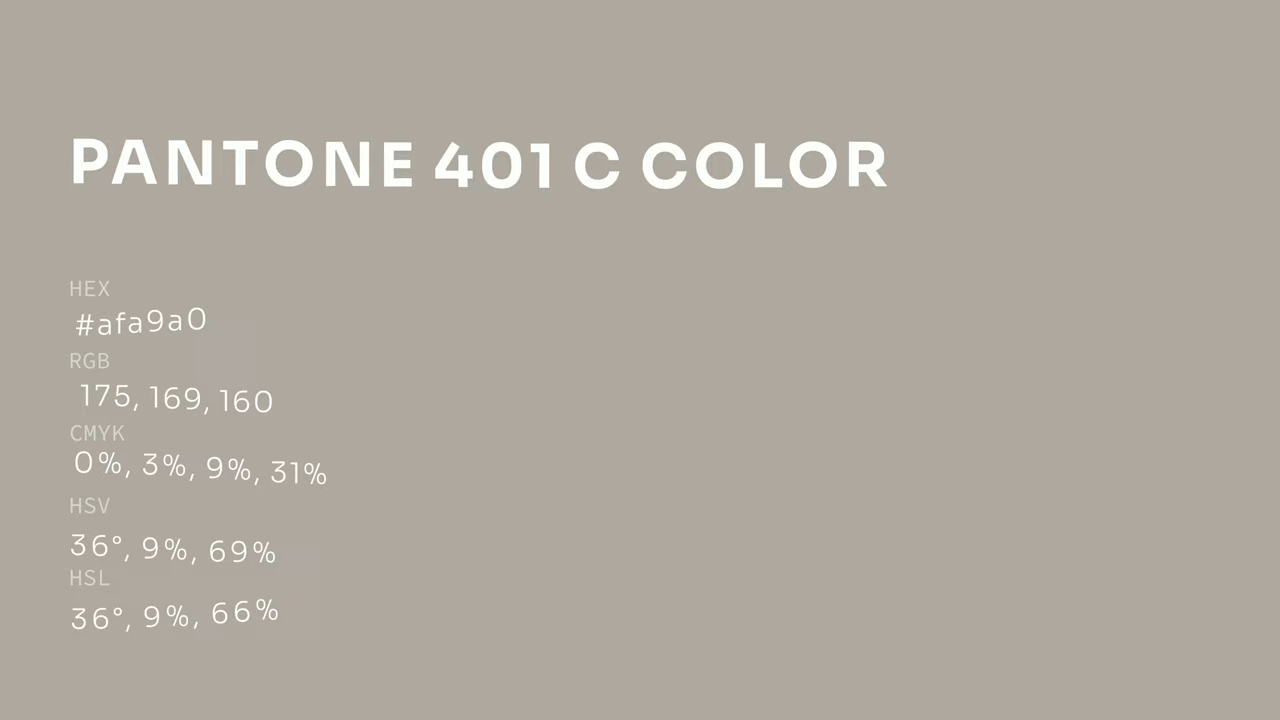 PANTONE 401 C COLOR
HEX
#afa9a0
RGB
175, 169, 160
CMYK
0%, 3%, 9%, 31%
HSV
36°, 9%, 69%
HSL
36°, 9%, 66%